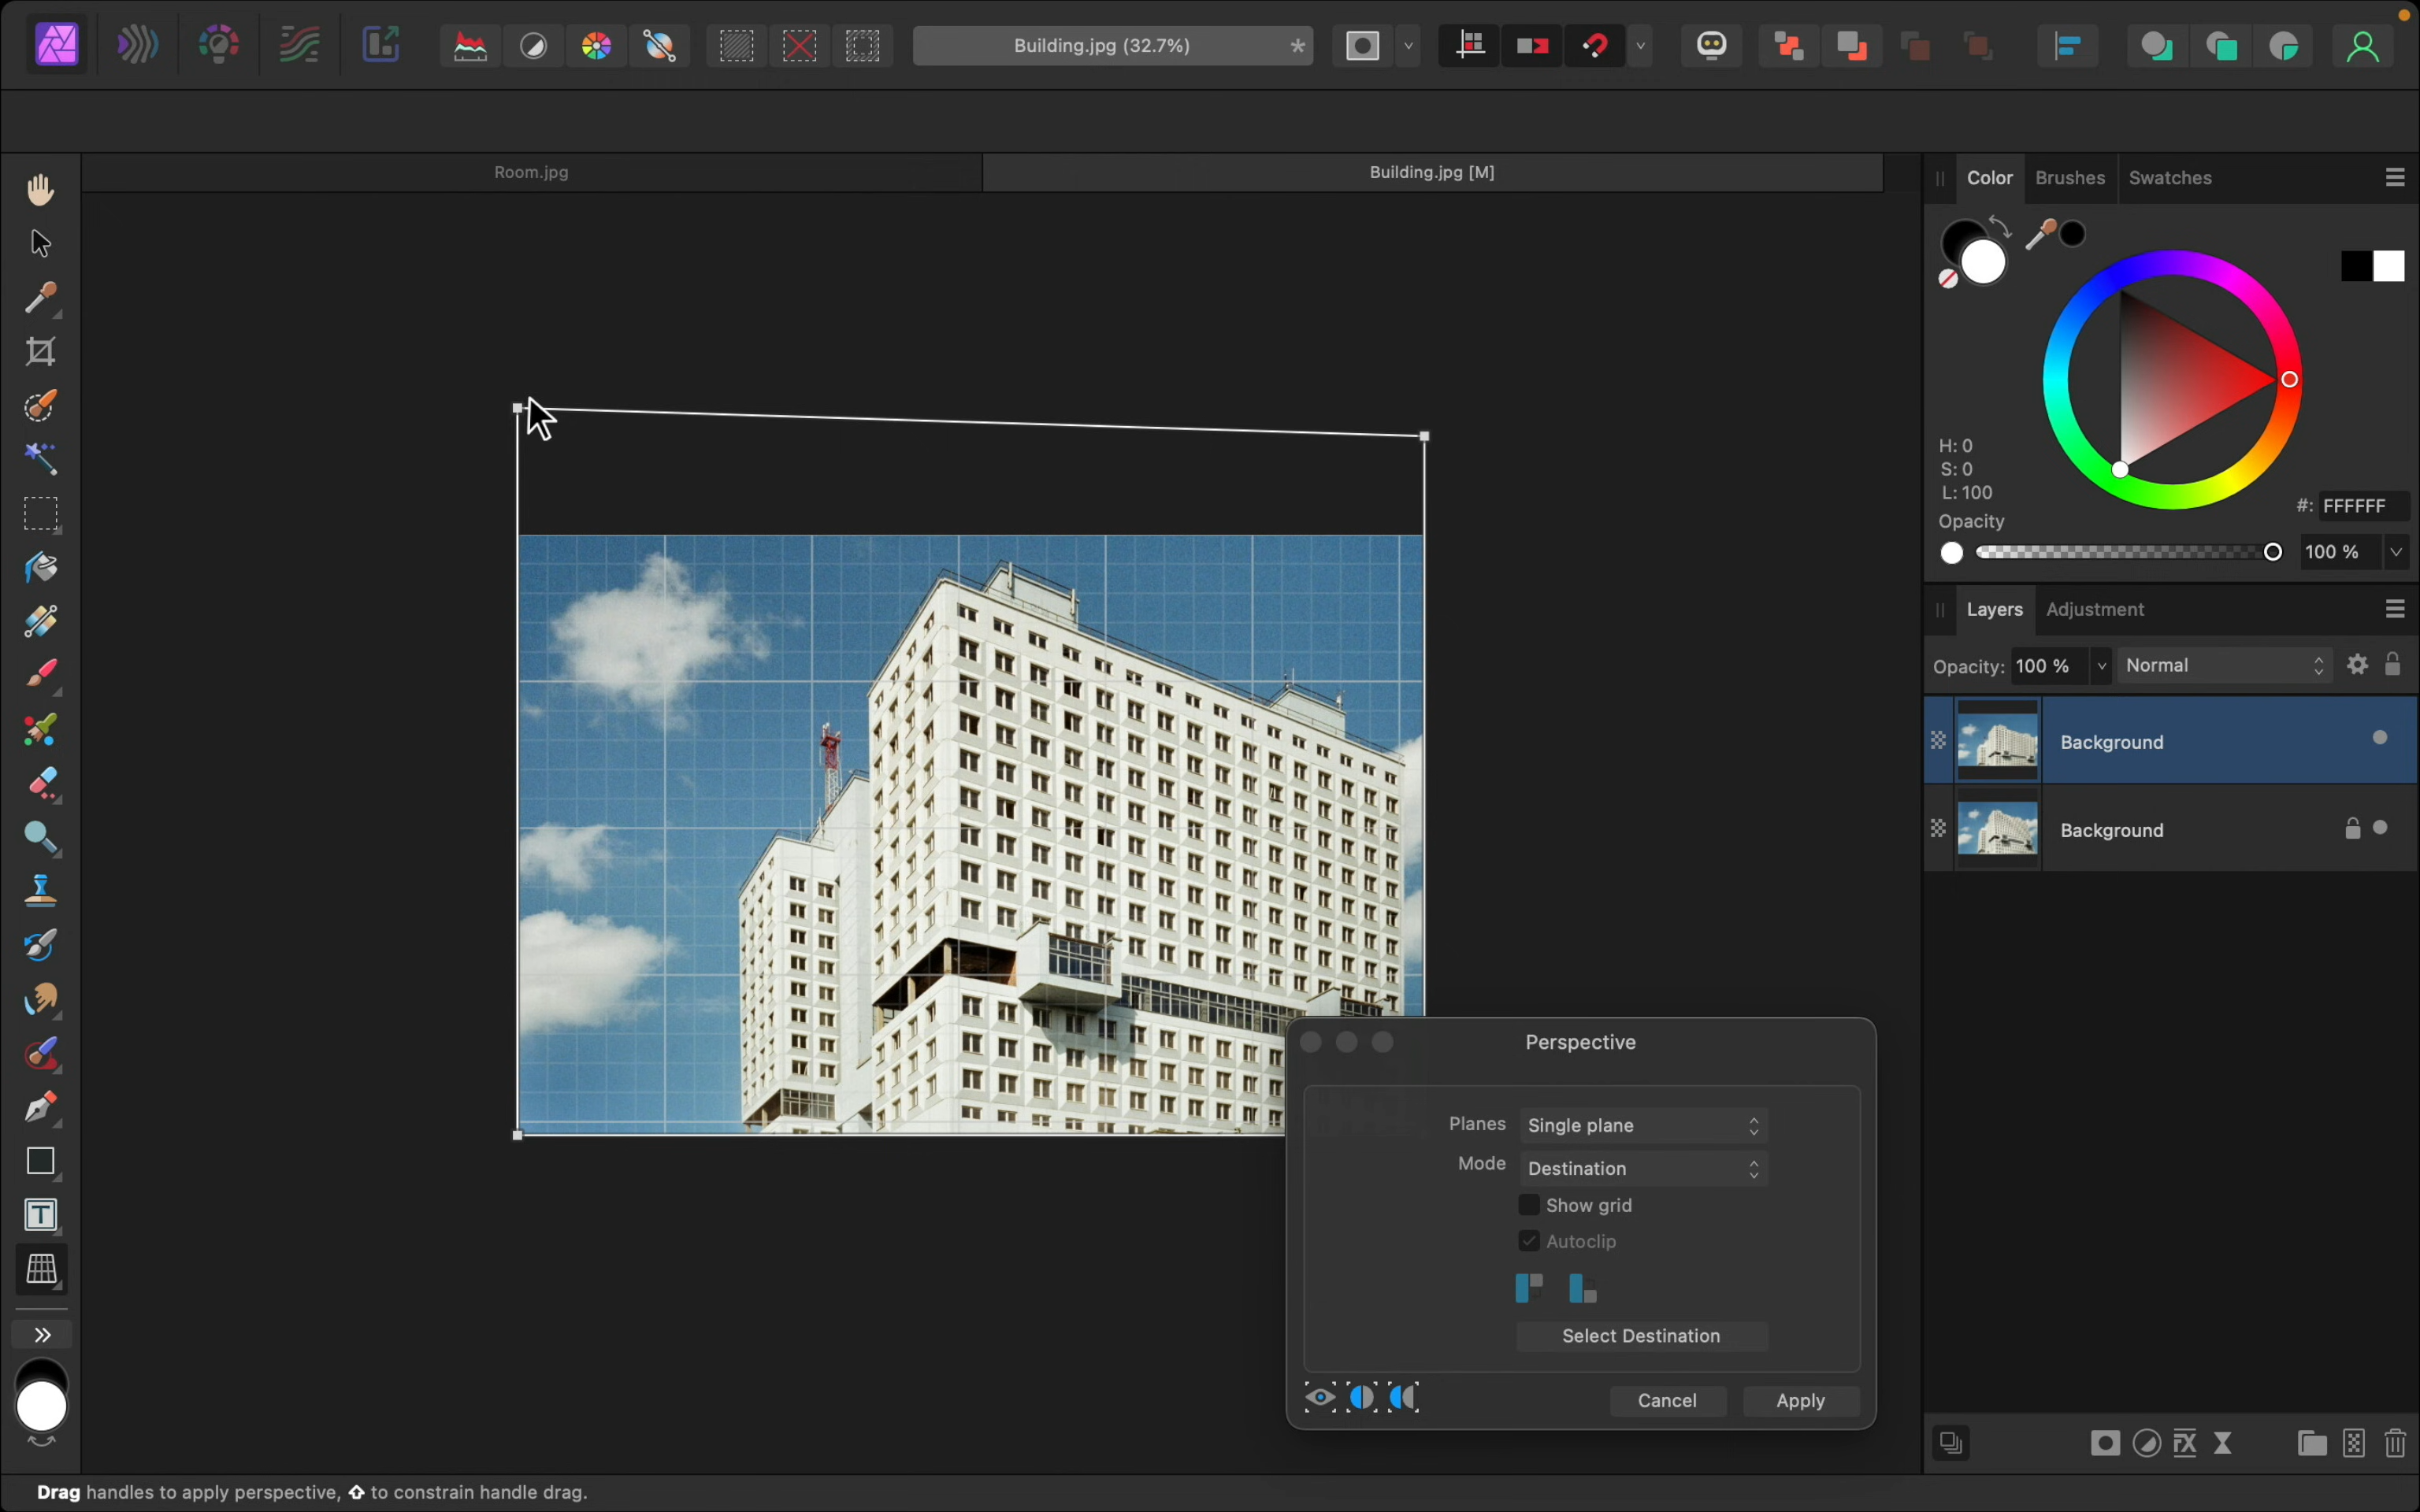 Building.jpg (32.7%)
*
Room.jpg
Building.jpg [M]
Color
Brushes
Swatches
H: 0
S: 0
L: 100
#: FFFFFF
Opacity
100 %
Layers
Adjustment
Opacity: 100 %
Normal
Background
Background
Perspective
Planes
Single plane
Mode
Destination
Show grid
Autoclip
Select Destination
Cancel
Apply
T
FX
Drag handles to apply perspective, ⇧ to constrain handle drag.